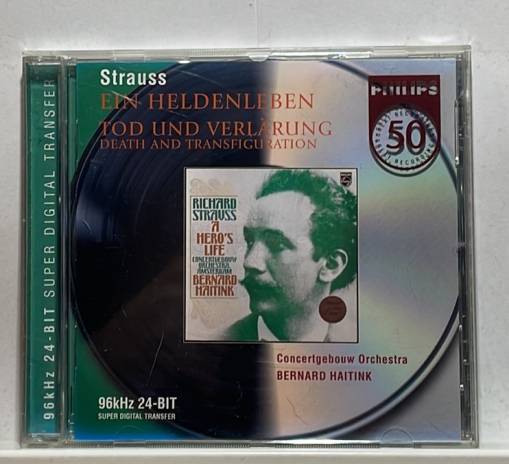 96kHz 24-BIT SUPER DIGITAL TRANSFER
Strauss
EIN HELDENLEBEN
TOD UND VERLÄRUNG
DEATH AND TRANSFIGURATION
PHILIPS
50
RICHARD
STRAUSS
A
HERO'S
LIFE
CONCERTGEBOUW
ORCHESTRA,
AMSTERDAM
BERNARD
HAITINK
Concertgebouw Orchestra
BERNARD HAITINK
96kHz 24-BIT
SUPER DIGITAL TRANSFER